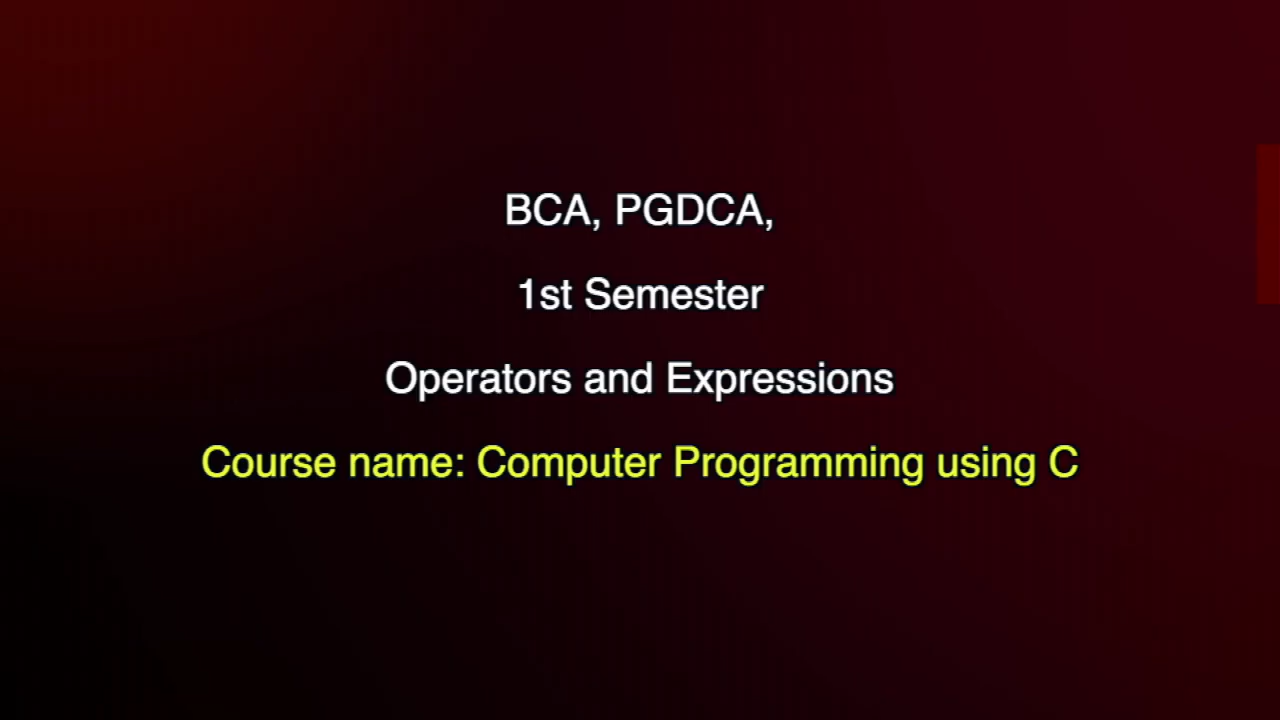 BCA, PGDCA,
1st Semester
Operators and Expressions
Course name: Computer Programming using C